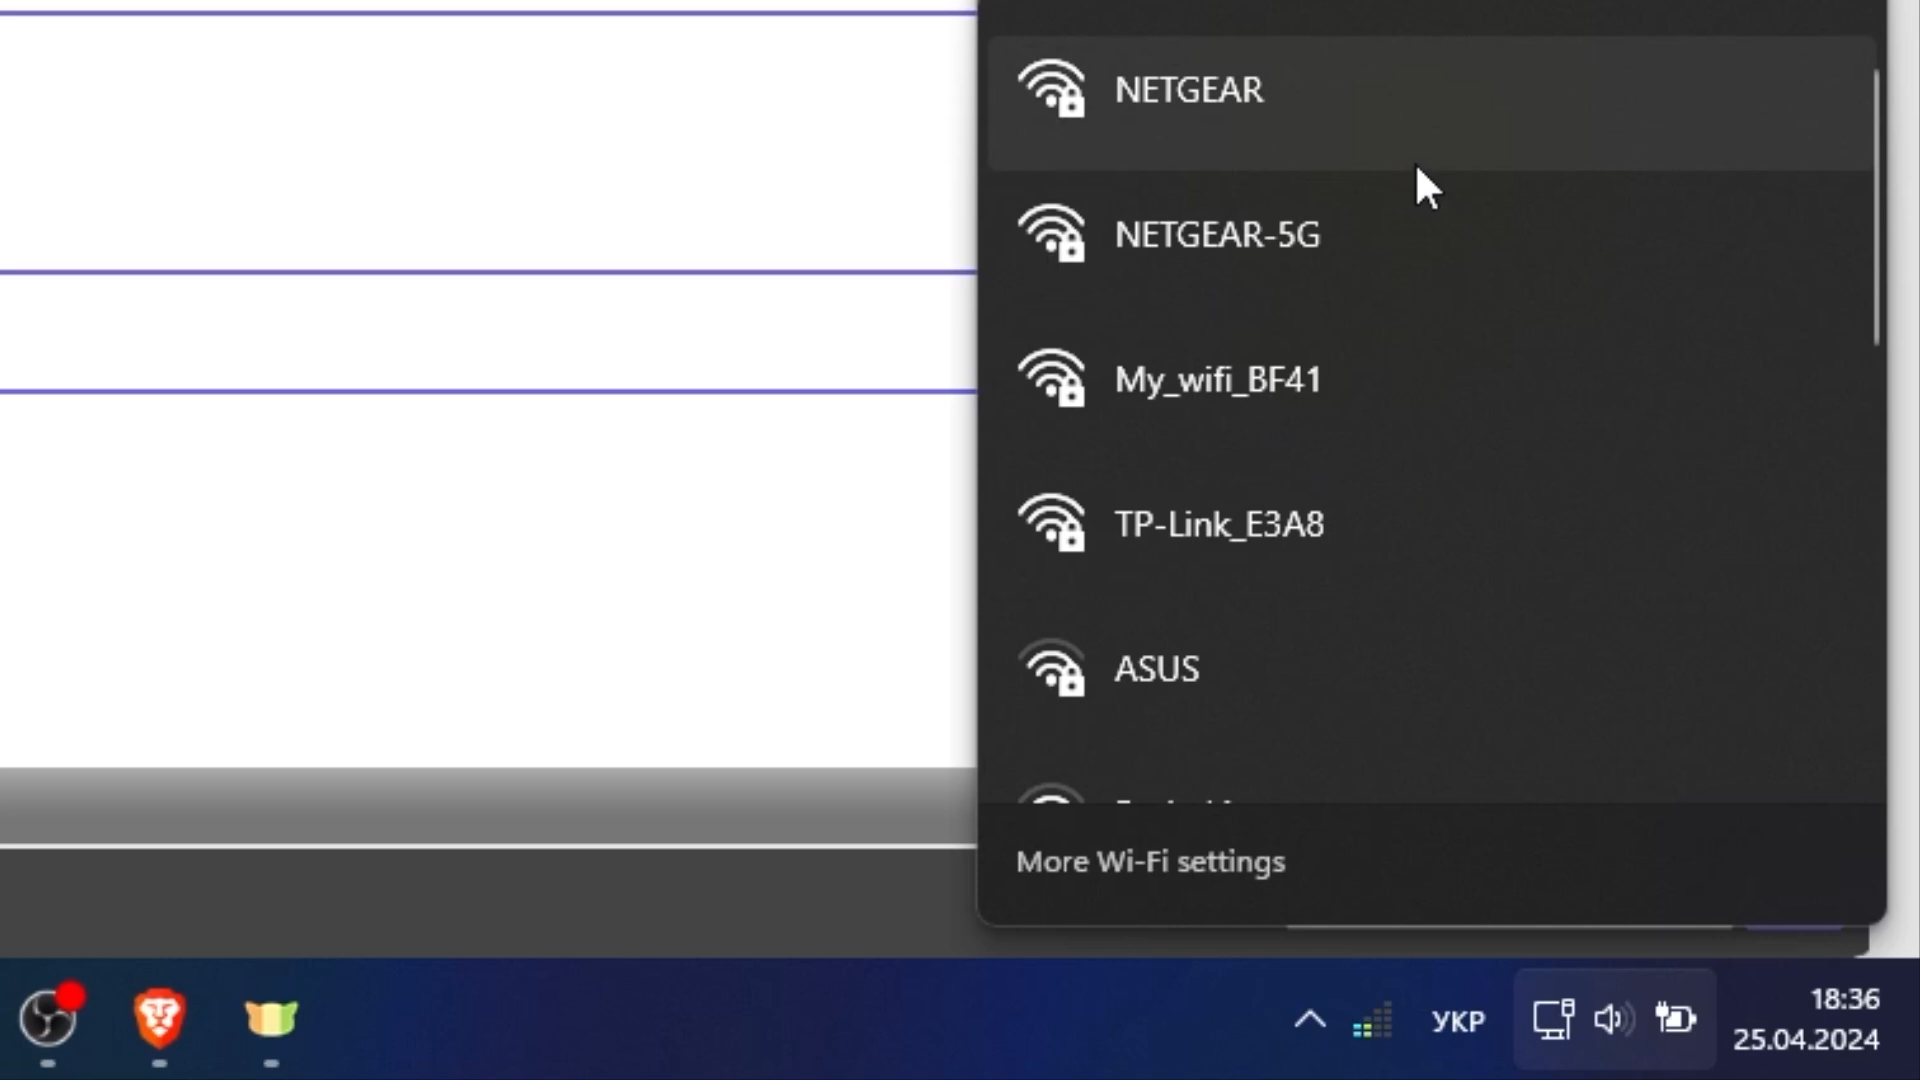 NETGEAR
NETGEAR-5G
My_wifi_BF41
TP-Link_E3A8
ASUS
More Wi-Fi settings
УКР
18:36
25.04.2024